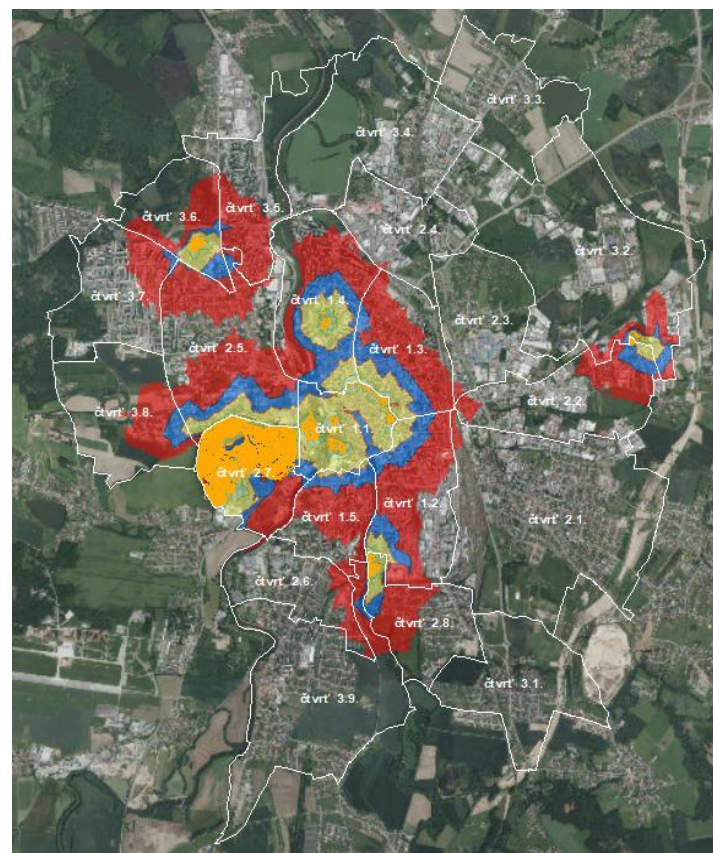 čtvrť 3.3.
čtvrť 3.4.
čtvrť 3.5.
čtvrť 3.6.
čtvrť 2.4.
čtvrť 3.2.
čtvrť 3.7.
čtvrť 1.4.
čtvrť 2.3.
čtvrť 2.5.
čtvrť 1.3.
čtvrť 2.2.
čtvrť 3.8.
čtvrť 1.1.
čtvrť 2.7.
čtvrť 1.2.
čtvrť 1.5.
čtvrť 2.1.
čtvrť 2.6.
čtvrť 2.8.
čtvrť 3.1.
čtvrť 3.9.